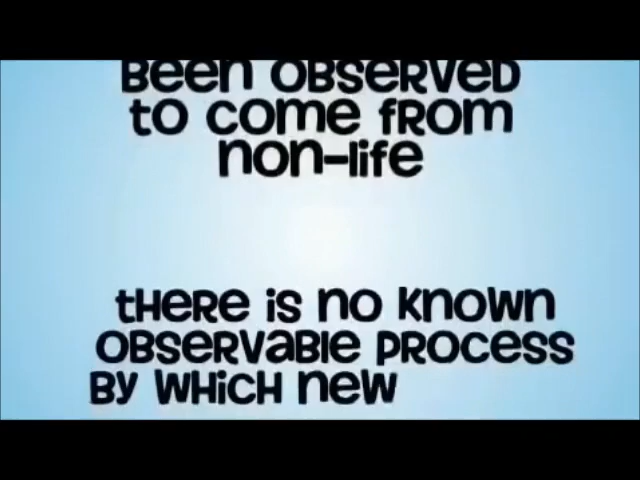 Been OBserved
to come from
non-life
there is no known
OBservable process
By which new